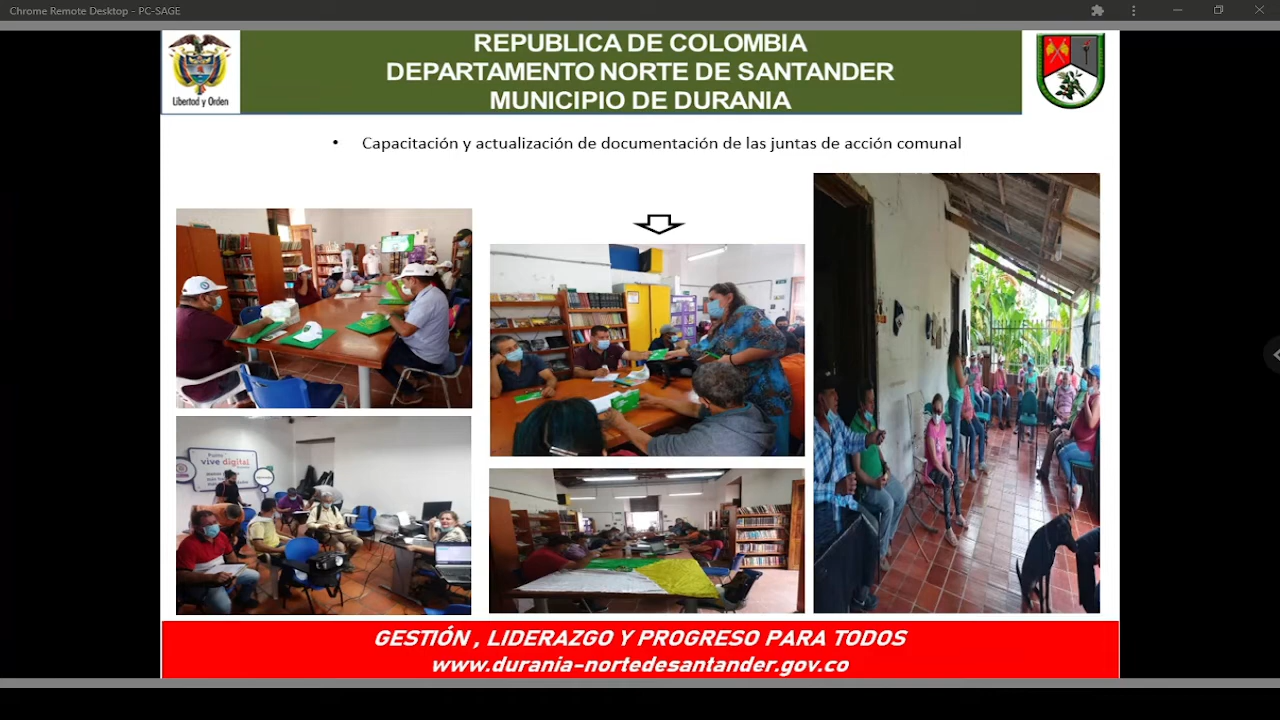 Chrome Remote Desktop - PC-SAGE
REPUBLICA DE COLOMBIA
DEPARTAMENTO NORTE DE SANTANDER
MUNICIPIO DE DURANIA
Libertad y Orden
• Capacitación y actualización de documentación de las juntas de acción comunal
vive digital
GESTIÓN , LIDERAZGO Y PROGRESO PARA TODOS
www.durania-nortedesantander.gov.co